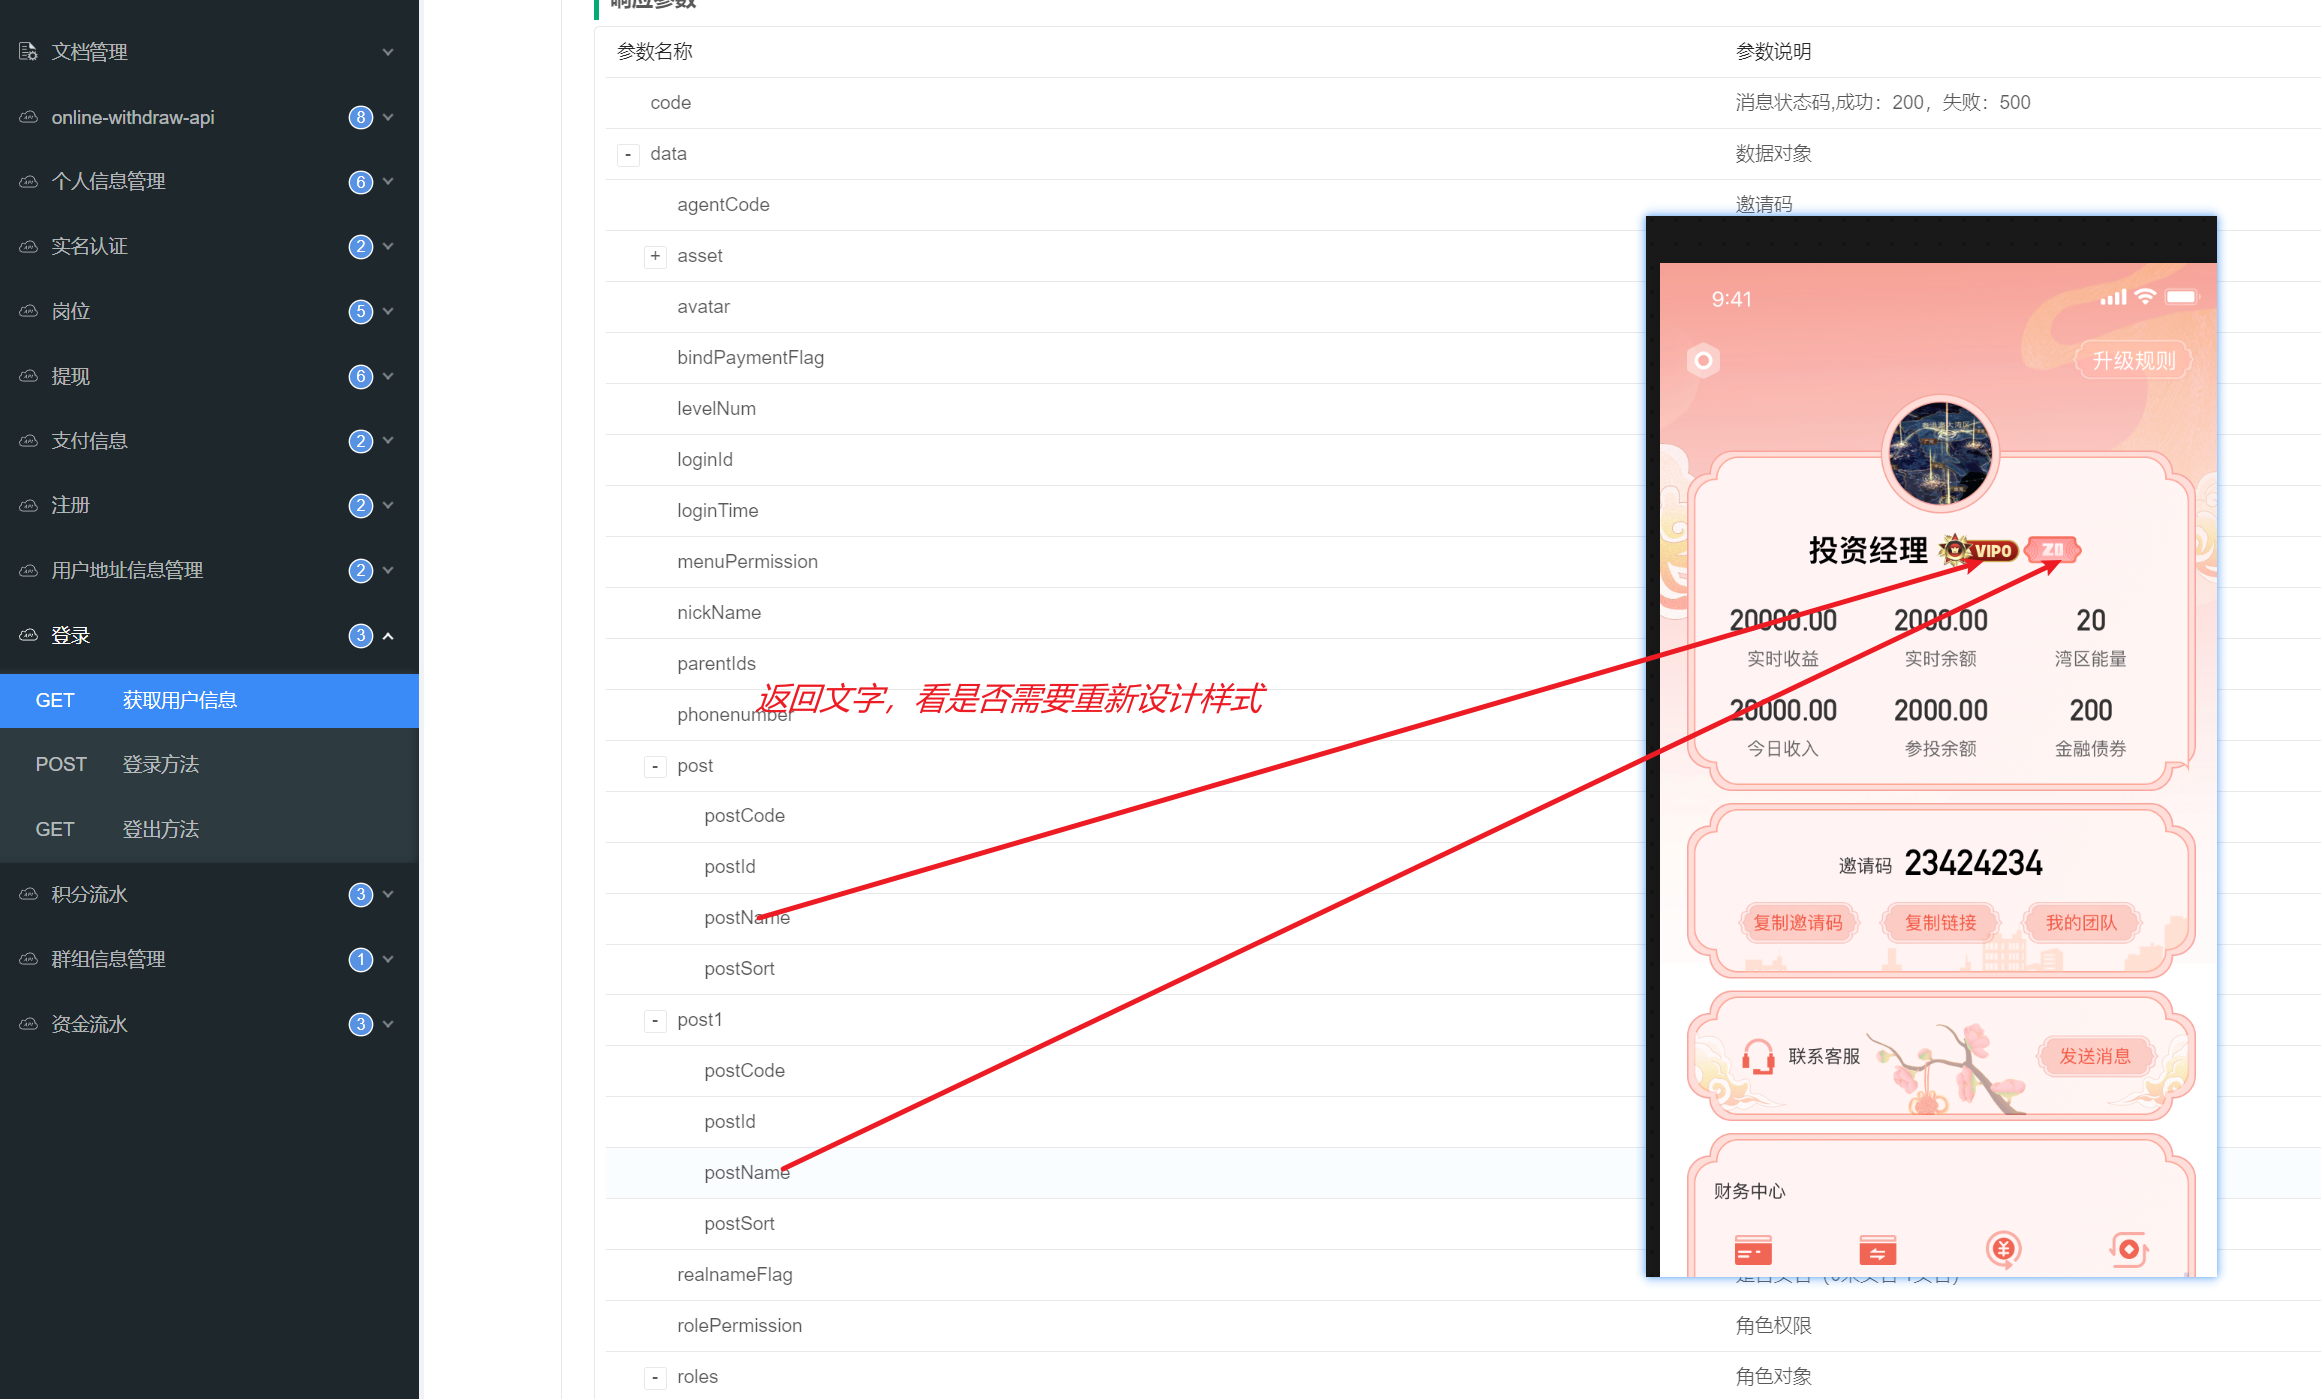 文档管理
online-withdraw-api 8
个人信息管理 6
实名认证 2
岗位 5
提现 6
支付信息 2
注册 2
用户地址信息管理 2
登录 3
GET 获取用户信息
POST 登录方法
GET 登出方法
积分流水 3
群组信息管理 1
资金流水 3
响应参数
参数名称 参数说明
code 消息状态码,成功：200，失败：500
- data 数据对象
agentCode 邀请码
+ asset
avatar
bindPaymentFlag
levelNum
loginId
loginTime
menuPermission
nickName
parentIds
返回文字，看是否需要重新设计样式
phonenumber
- post
postCode
postId
postName
postSort
- post1
postCode
postId
postName
postSort
realnameFlag
rolePermission 角色权限
- roles 角色对象
9:41
升级规则
投资经理 VIP0 Z0
20000.00 2000.00 20
实时收益 实时余额 湾区能量
20000.00 2000.00 200
今日收入 参投余额 金融债券
邀请码 23424234
复制邀请码 复制链接 我的团队
联系客服 发送消息
财务中心